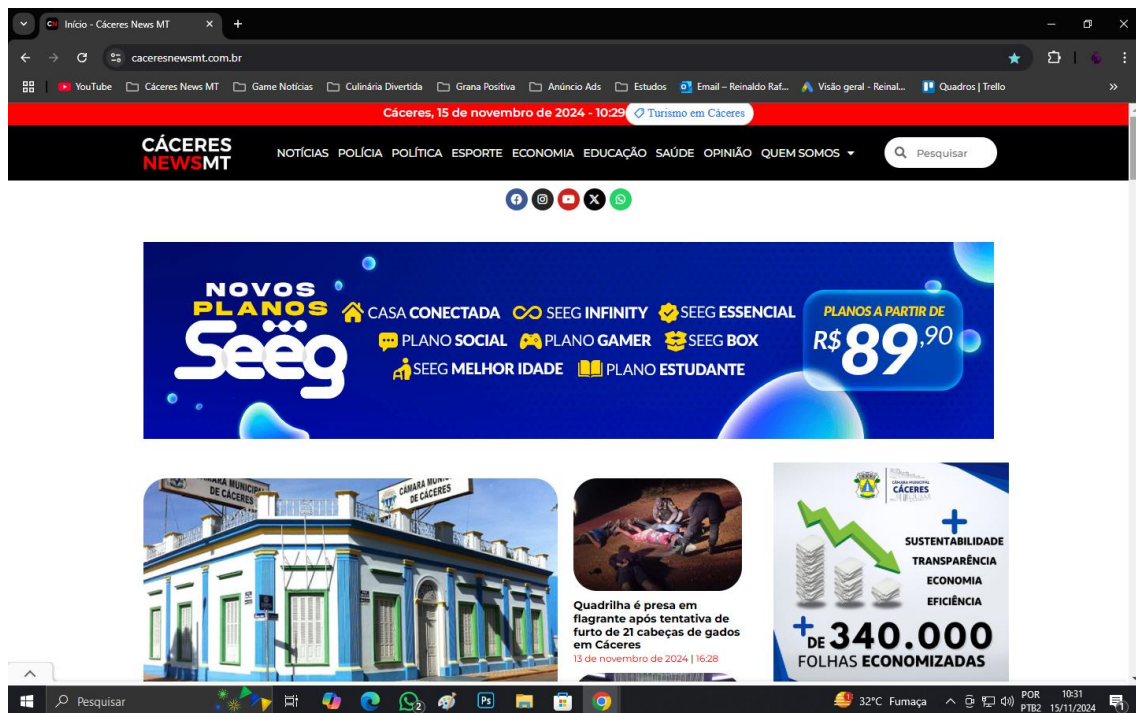 Início - Cáceres News MT
caceresnewsmt.com.br
YouTube Cáceres News MT Game Notícias Culinária Divertida Grana Positiva Anúncio Ads Estudos Email – Reinaldo Raf... Visão geral - Reinal... Quadros | Trello
Cáceres, 15 de novembro de 2024 - 10:29 Turismo em Cáceres
CÁCERES
NEWSMT
NOTÍCIAS POLÍCIA POLÍTICA ESPORTE ECONOMIA EDUCAÇÃO SAÚDE OPINIÃO QUEM SOMOS
Pesquisar
NOVOS
PLANOS
Seeg
CASA CONECTADA SEEG INFINITY SEEG ESSENCIAL
PLANO SOCIAL PLANO GAMER SEEG BOX
SEEG MELHOR IDADE PLANO ESTUDANTE
PLANOS A PARTIR DE
R$ 89,90
CÂMARA MUNICIPAL
DE CÁCERES
CÂMARA MUNICIPAL
DE CÁCERES
Quadrilha é presa em
flagrante após tentativa de
furto de 21 cabeças de gados
em Cáceres
13 de novembro de 2024 | 16:28
CÂMARA MUNICIPAL
CÁCERES
+
SUSTENTABILIDADE
TRANSPARÊNCIA
ECONOMIA
EFICIÊNCIA
+ DE 340.000
FOLHAS ECONOMIZADAS
Pesquisar
2
Ps
32°C Fumaça
POR
PTB2
10:31
15/11/2024